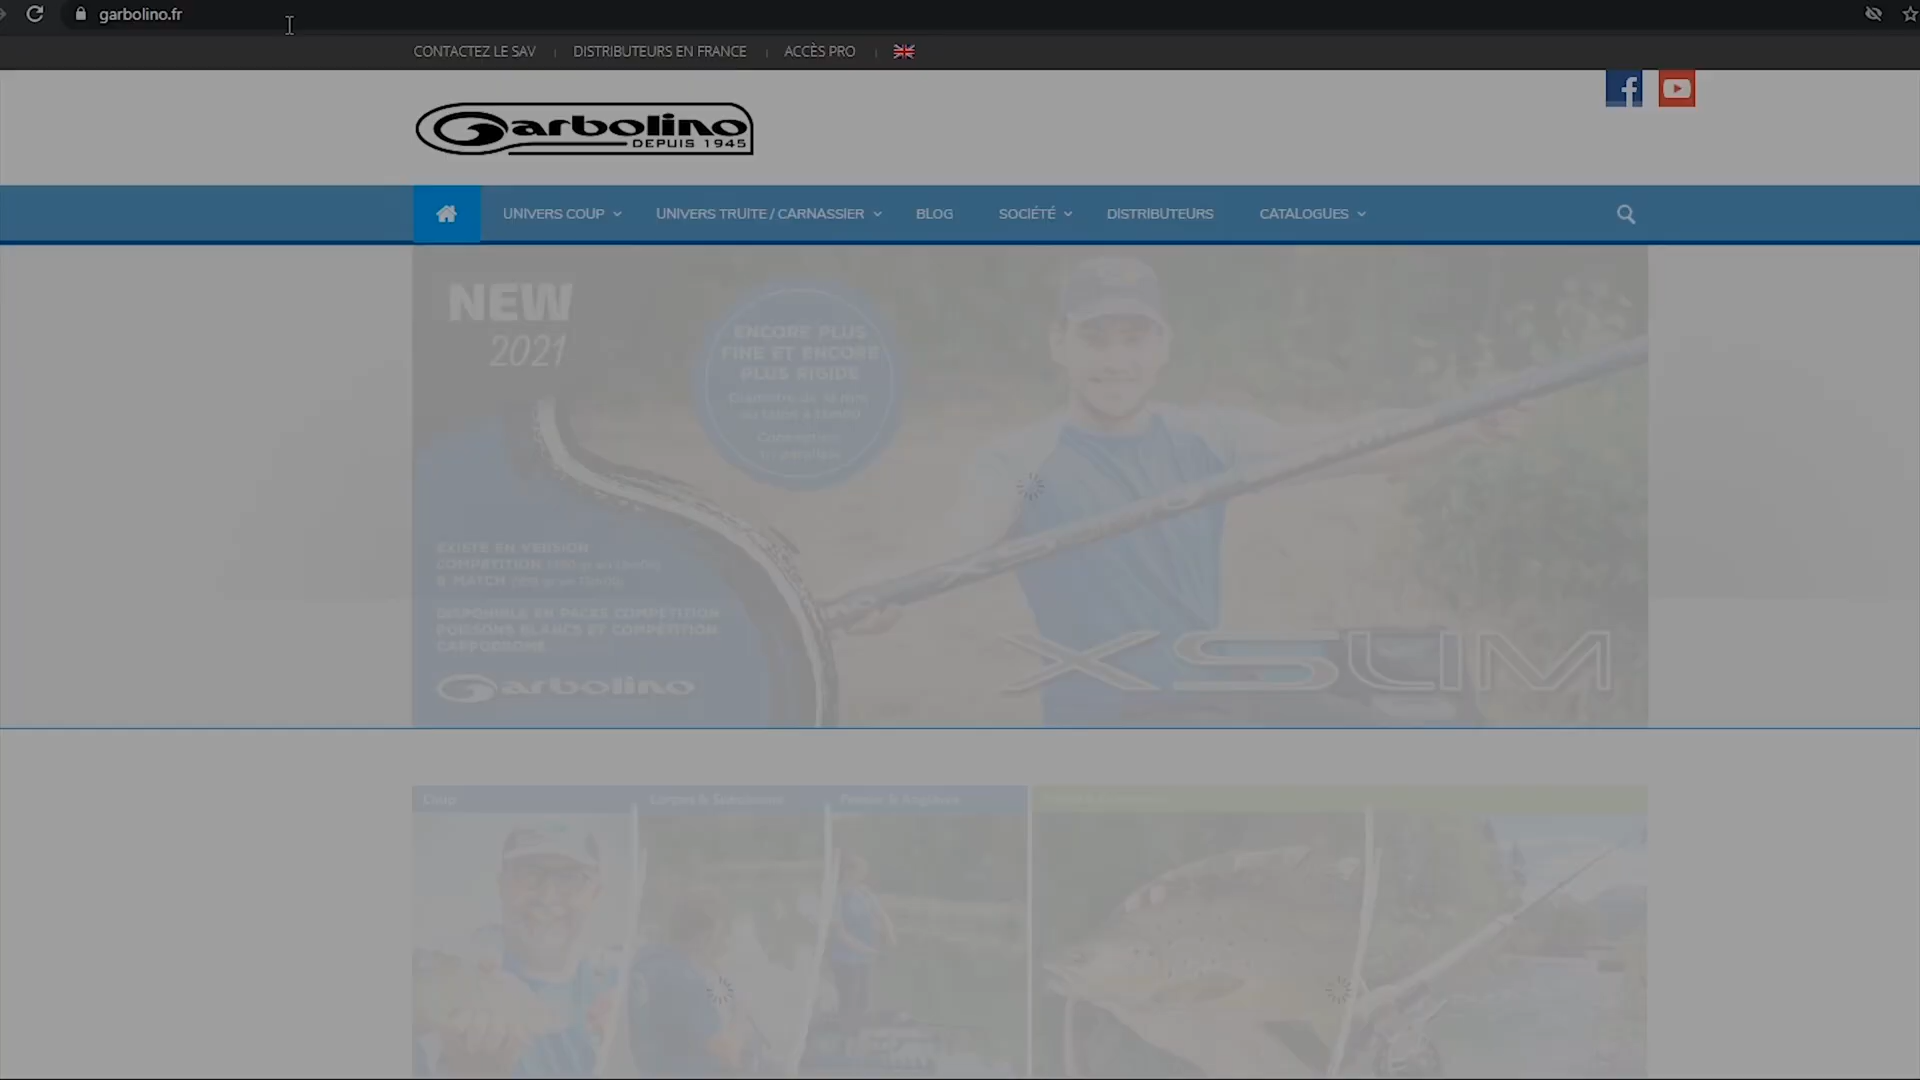 garbolino.fr
CONTACTEZ LE SAV
DISTRIBUTEURS EN FRANCE
ACCÈS PRO
Garbolino
DEPUIS 1945
UNIVERS COUP
UNIVERS TRUITE / CARNASSIER
BLOG
SOCIÉTÉ
DISTRIBUTEURS
CATALOGUES
NEW
2021
ENCORE PLUS
FINE ET ENCORE
PLUS RIGIDE
EXISTE EN VERSION
COMPETITION
& MATCH
DISPONIBLE EN PACKS COMPETITION
POISSONS BLANCS ET COMPETITION
CARPODROME
Garbolino
XSLIM
Coup